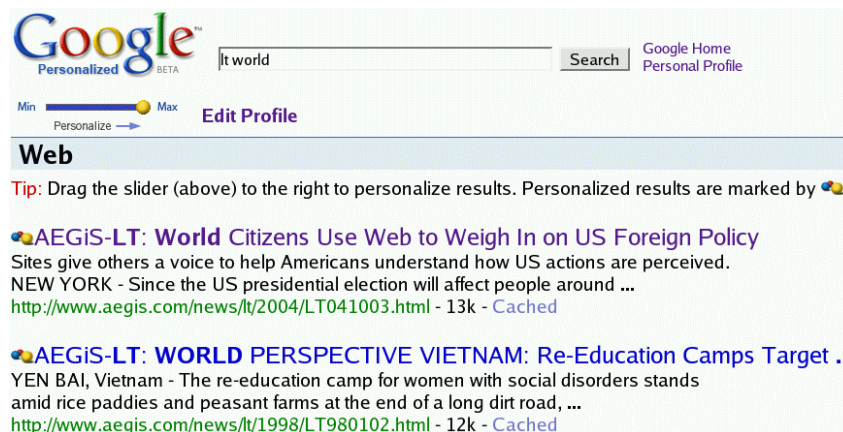 Google™
Personalized BETA
lt world
Search
Google Home
Personal Profile
Min Max
Personalize
Edit Profile
Web
Tip: Drag the slider (above) to the right to personalize results. Personalized results are marked by
AEGiS-LT: World Citizens Use Web to Weigh In on US Foreign Policy
Sites give others a voice to help Americans understand how US actions are perceived.
NEW YORK - Since the US presidential election will affect people around ...
http://www.aegis.com/news/lt/2004/LT041003.html - 13k - Cached
AEGiS-LT: WORLD PERSPECTIVE VIETNAM: Re-Education Camps Target .
YEN BAI, Vietnam - The re-education camp for women with social disorders stands
amid rice paddies and peasant farms at the end of a long dirt road, ...
http://www.aegis.com/news/lt/1998/LT980102.html - 12k - Cached